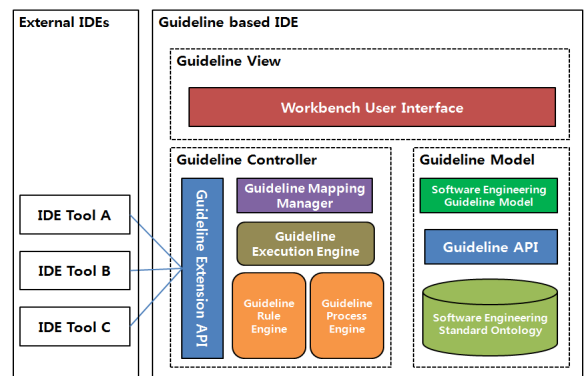 External IDEs
Guideline based IDE
Guideline View
Workbench User Interface
Guideline Controller
Guideline Model
IDE Tool A
IDE Tool B
IDE Tool C
Guideline Extension API
Guideline Mapping
Manager
Guideline
Execution Engine
Guideline
Rule
Engine
Guideline
Process
Engine
Software Engineering
Guideline Model
Guideline API
Software Engineering
Standard Ontology